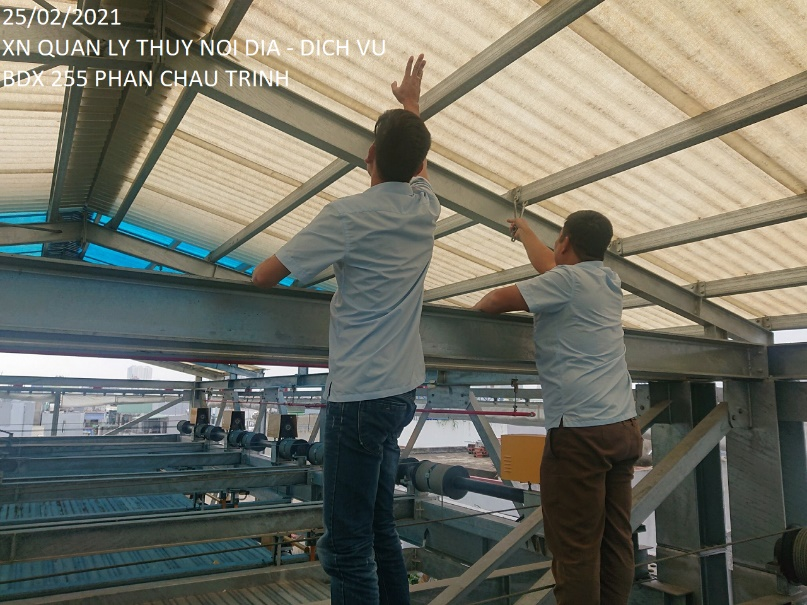 25/02/2021
XN QUAN LY THUY NOI DIA - DICH VU
BDX 255 PHAN CHAU TRINH